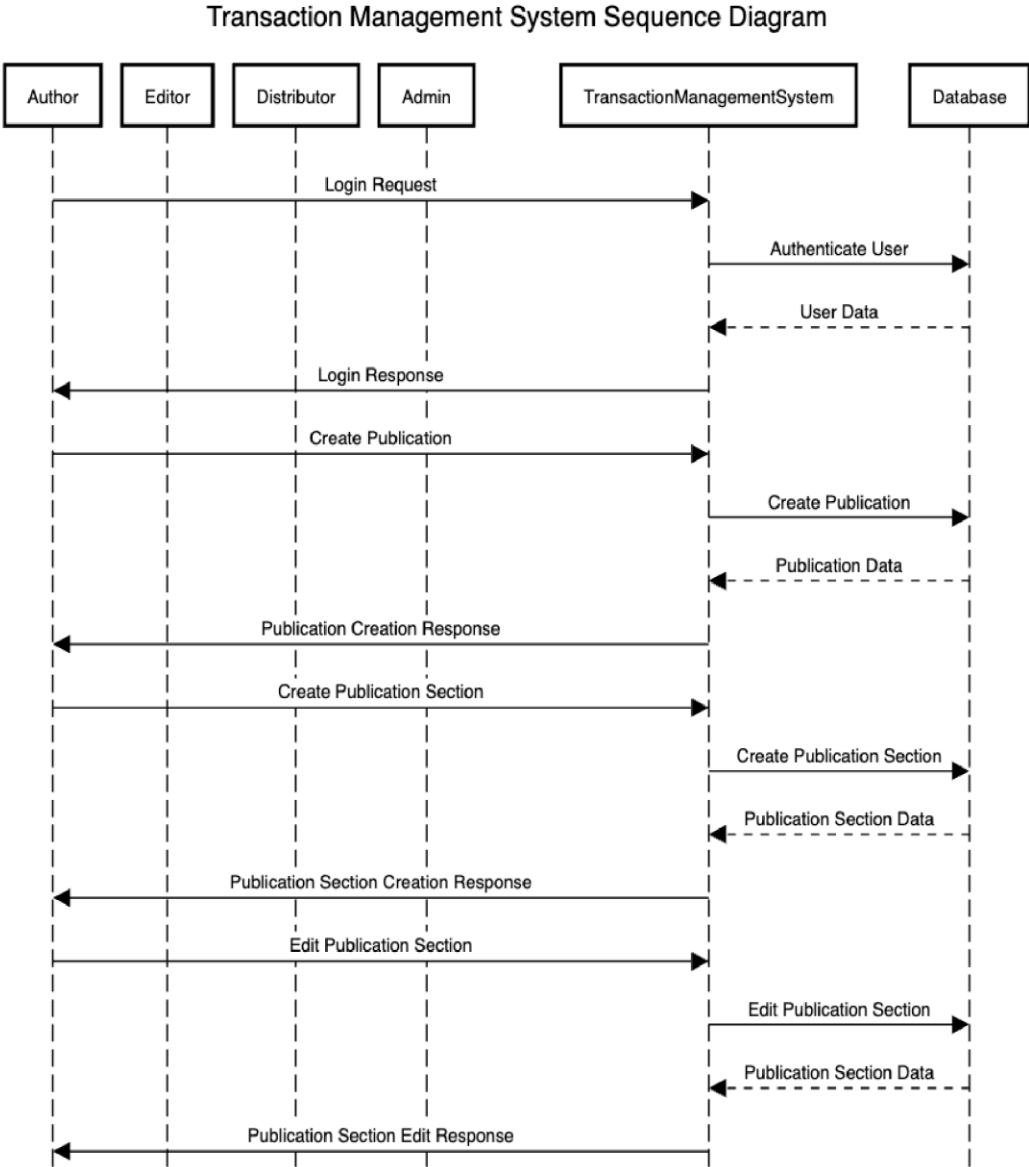 Transaction Management System Sequence Diagram
Author
Editor
Distributor
Admin
TransactionManagementSystem
Database
Login Request
Authenticate User
User Data
Login Response
Create Publication
Create Publication
Publication Data
Publication Creation Response
Create Publication Section
Create Publication Section
Publication Section Data
Publication Section Creation Response
Edit Publication Section
Edit Publication Section
Publication Section Data
Publication Section Edit Response